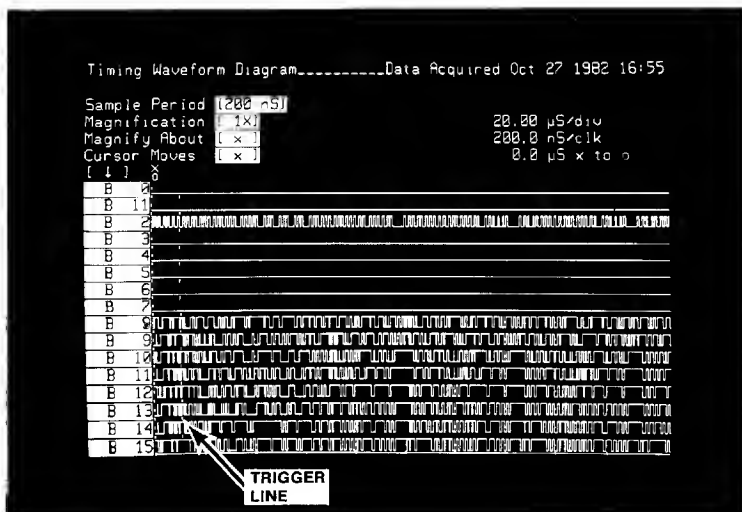 Timing Waveform Diagram__________Data Acquired Oct 27 1982 16:55
Sample Period [200 nS]
Magnification [ 1X] 20.00 µS/div
Magnify About [ x ] 200.0 nS/clk
Cursor Moves [ x ] 0.0 µS x to o
[ ↓ ] x
o
B 0
B 11
B 2
B 3
B 4
B 5
B 6
B 7
B 8
B 9
B 10
B 11
B 12
B 13
B 14
B 15
TRIGGER
LINE